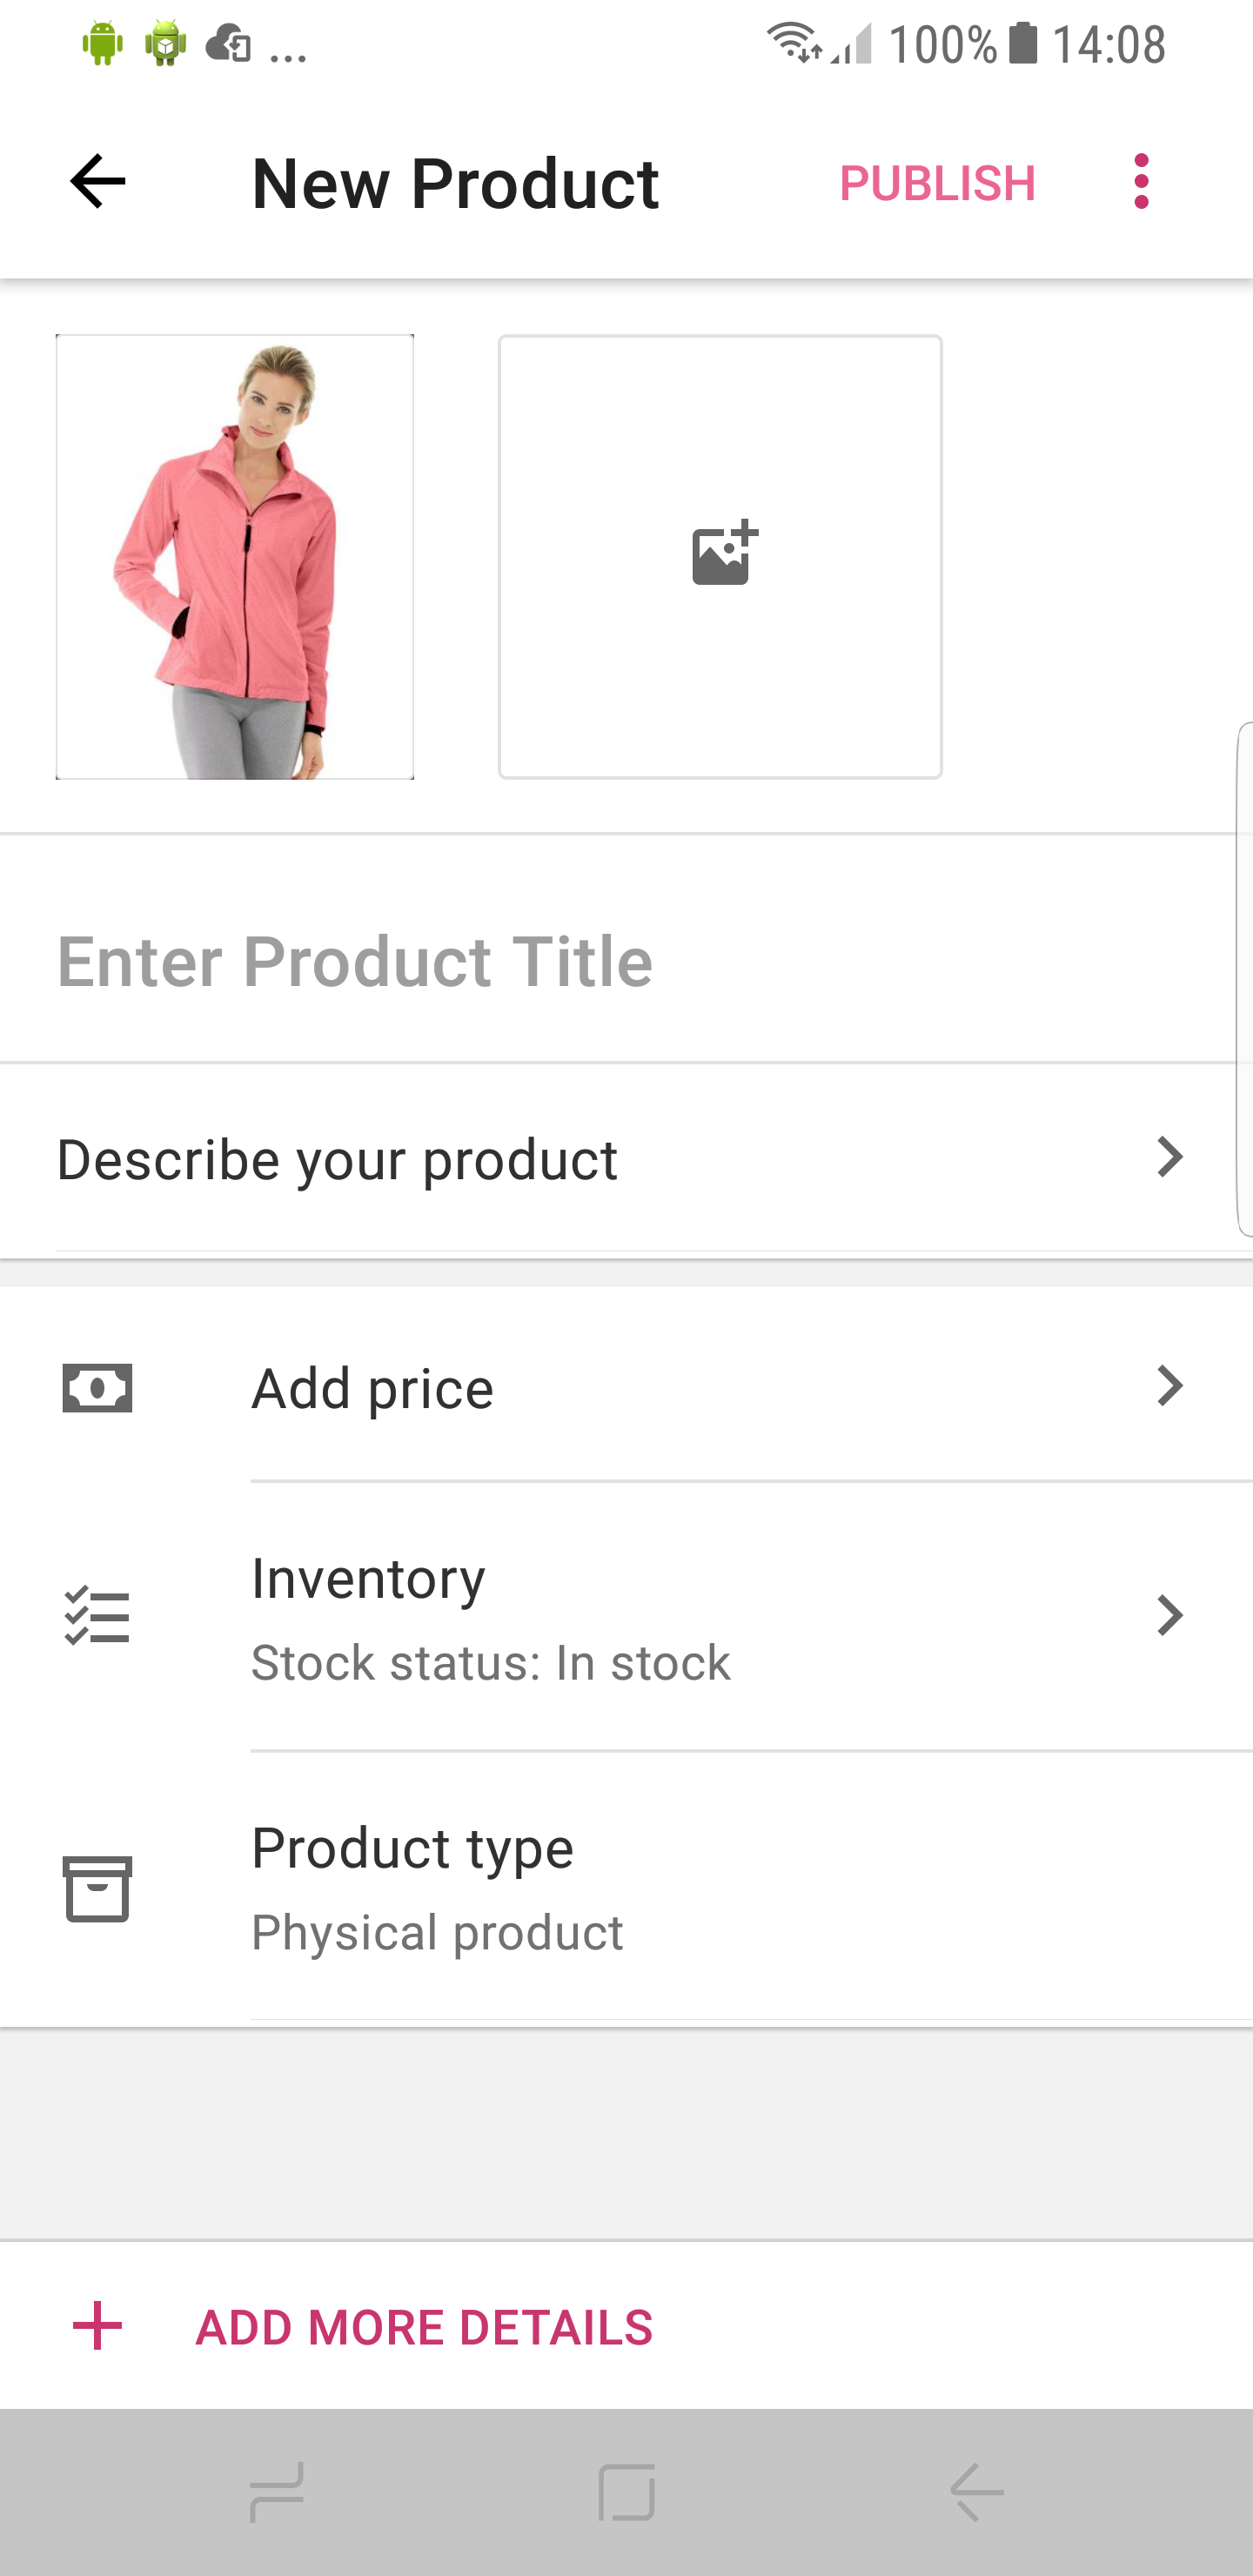 ... 100% 14:08
New Product PUBLISH
Enter Product Title
Describe your product
Add price
Inventory
Stock status: In stock
Product type
Physical product
ADD MORE DETAILS